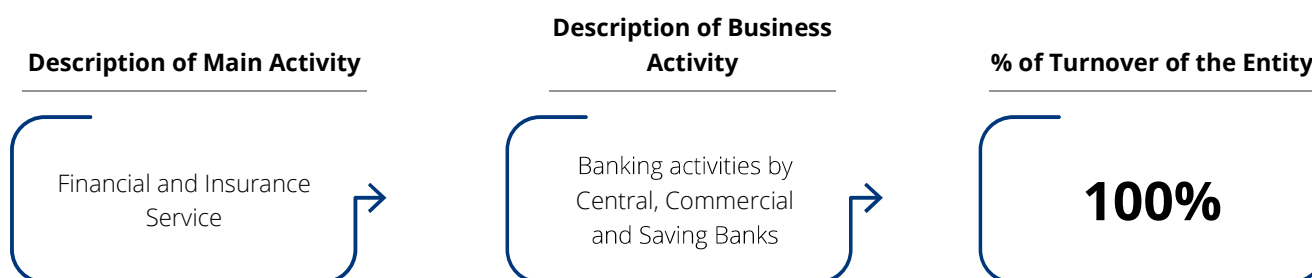 Description of Main Activity
Financial and Insurance
Service
Description of Business
Activity
Banking activities by
Central, Commercial
and Saving Banks
% of Turnover of the Entity
100%